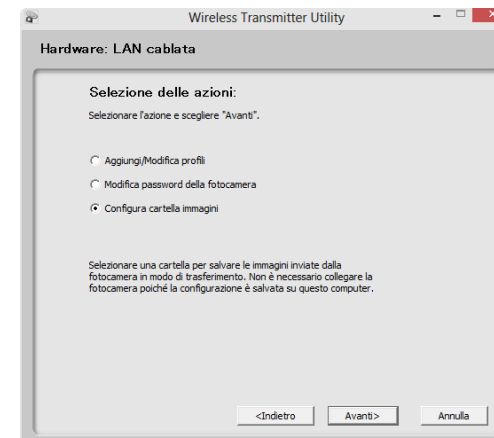 Wireless Transmitter Utility
Hardware: LAN cablata
Selezione delle azioni:
Selezionare l'azione e scegliere "Avanti".
Aggiungi/Modifica profili
Modifica password della fotocamera
Configura cartella immagini
Selezionare una cartella per salvare le immagini inviate dalla
fotocamera in modo di trasferimento. Non è necessario collegare la
fotocamera poiché la configurazione è salvata su questo computer.
<Indietro Avanti> Annulla